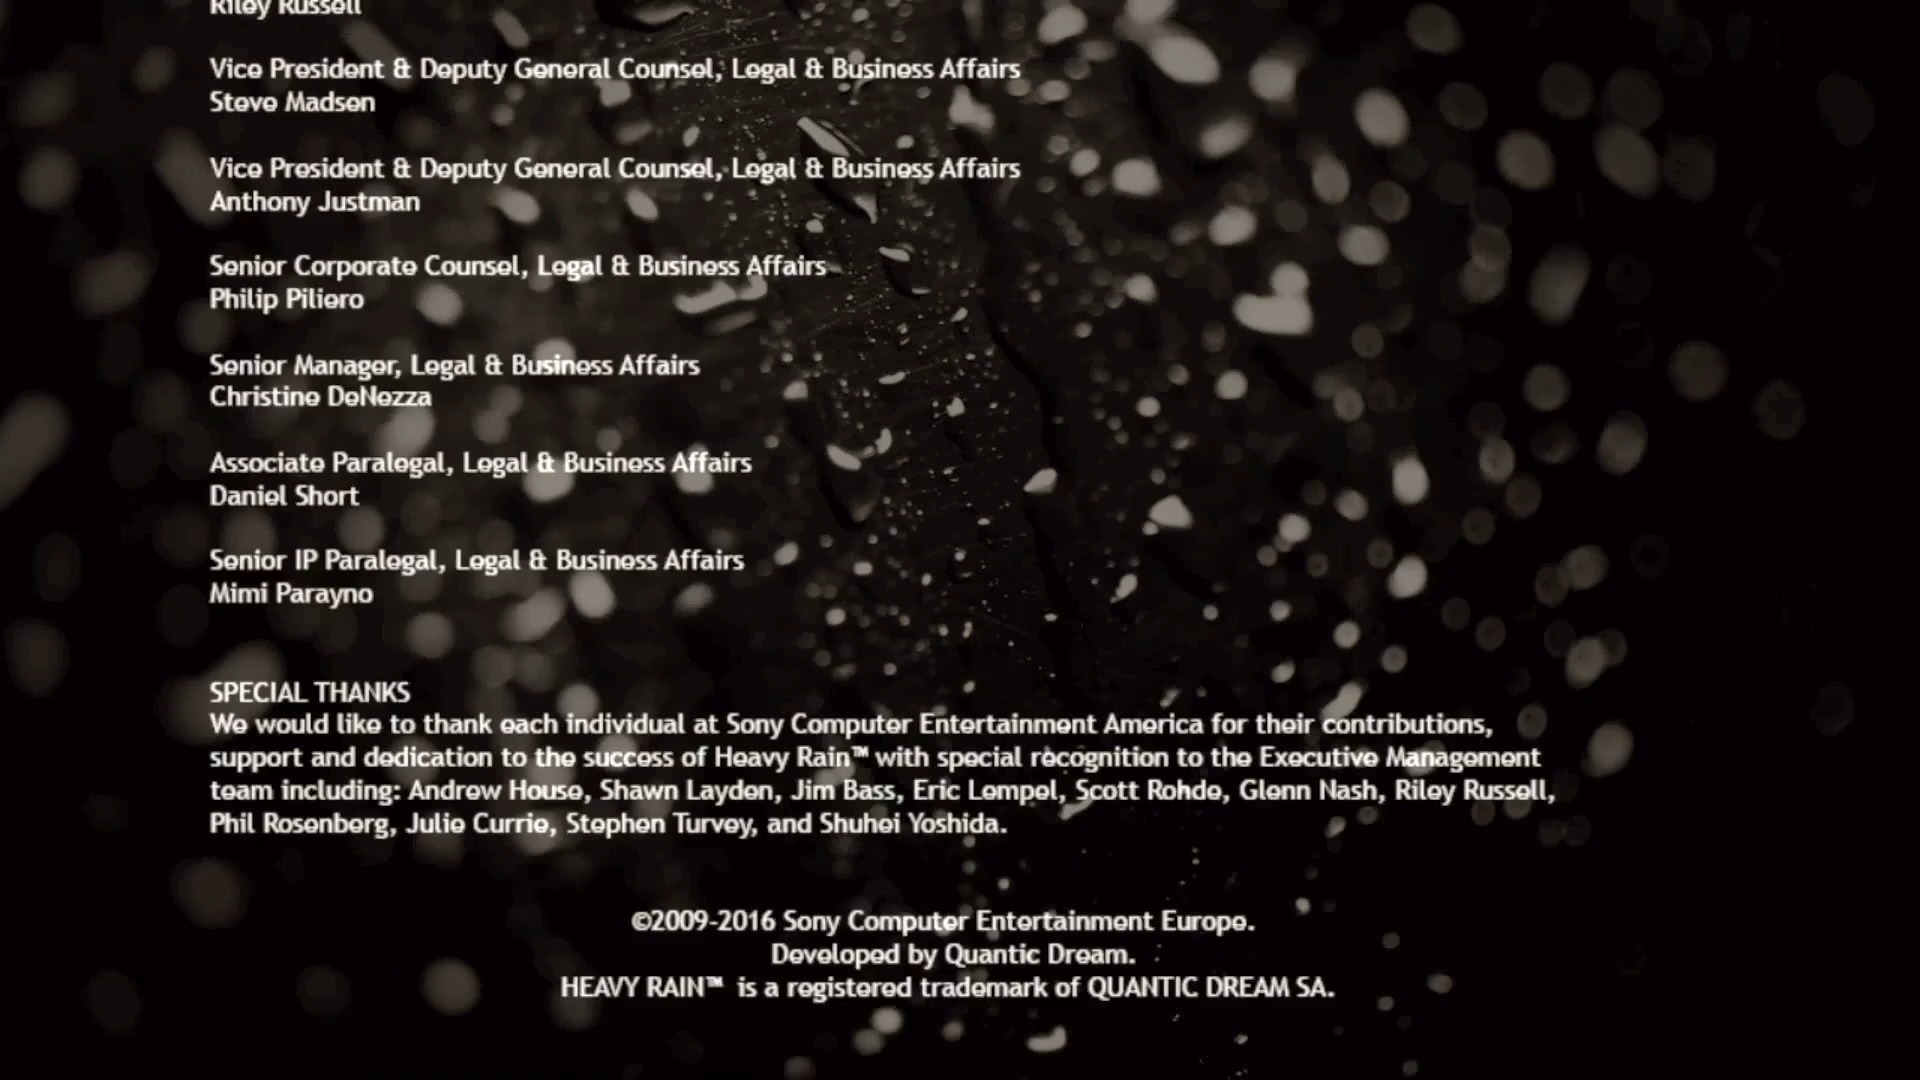 Riley Russell
Vice President & Deputy General Counsel, Legal & Business Affairs
Steve Madsen
Vice President & Deputy General Counsel, Legal & Business Affairs
Anthony Justman
Senior Corporate Counsel, Legal & Business Affairs
Philip Piliero
Senior Manager, Legal & Business Affairs
Christine DeNezza
Associate Paralegal, Legal & Business Affairs
Daniel Short
Senior IP Paralegal, Legal & Business Affairs
Mimi Parayno
SPECIAL THANKS
We would like to thank each individual at Sony Computer Entertainment America for their contributions,
support and dedication to the success of Heavy Rain™ with special recognition to the Executive Management
team including: Andrew House, Shawn Layden, Jim Bass, Eric Lempel, Scott Rohde, Glenn Nash, Riley Russell,
Phil Rosenberg, Julie Currie, Stephen Turvey, and Shuhei Yoshida.
©2009-2016 Sony Computer Entertainment Europe.
Developed by Quantic Dream.
HEAVY RAIN™ is a registered trademark of QUANTIC DREAM SA.